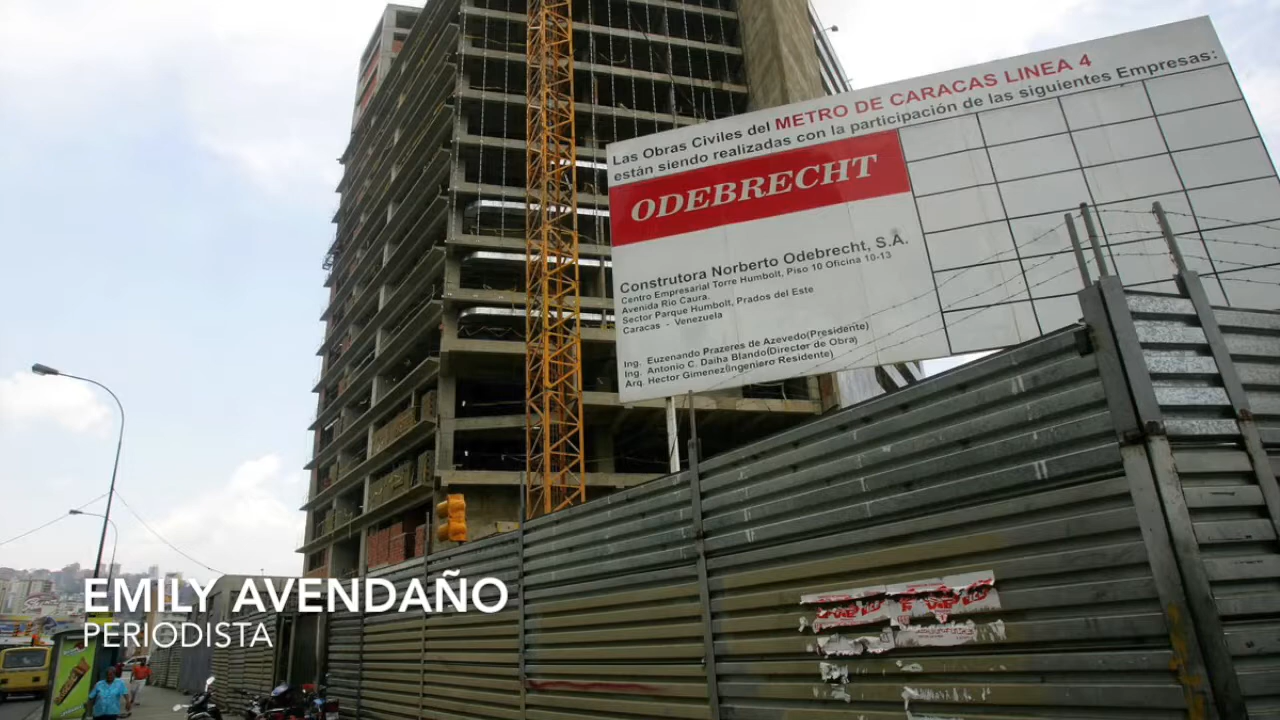 Las Obras Civiles del METRO DE CARACAS LINEA 4
están siendo realizadas con la participación de las siguientes Empresas:
ODEBRECHT
Construtora Norberto Odebrecht, S.A.
Centro Empresarial Torre Humbolt, Piso 10 Oficina 10-13
Avenida Río Caura.
Sector Parque Humbolt, Prados del Este
Caracas - Venezuela
Ing. Euzenando Prazeres de Azevedo(Presidente)
Ing. Antonio C. Daiha Blando(Director de Obra)
Arq. Hector Gimenez(Ingeniero Residente)
EMILY AVENDAÑO
PERIODISTA